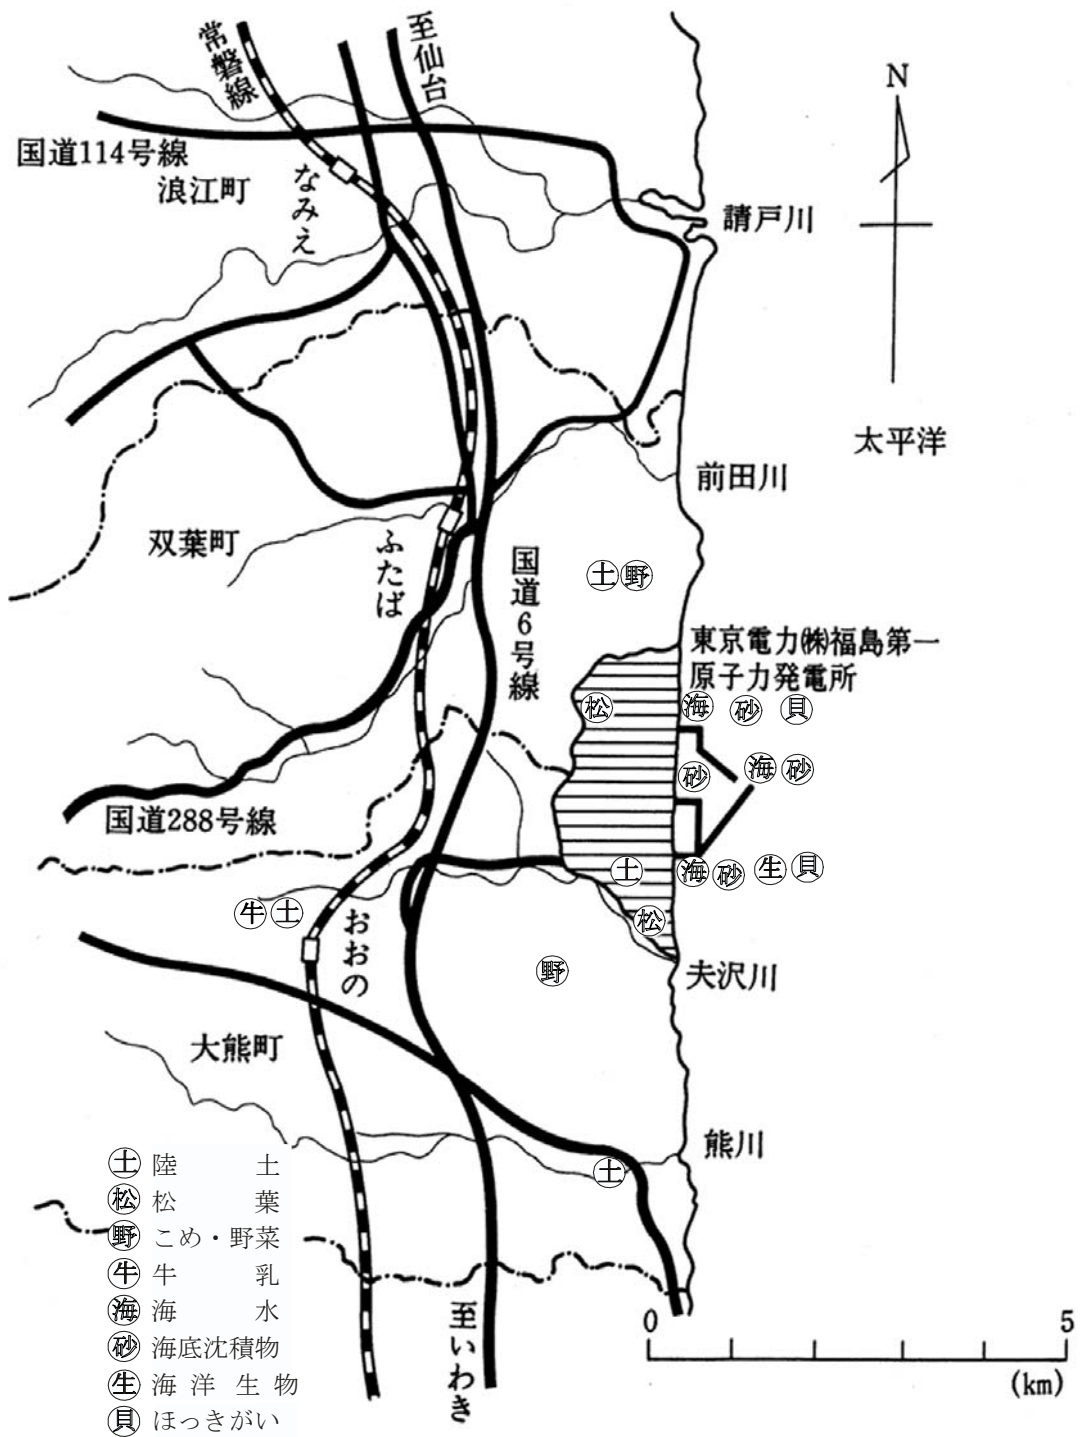 常磐線
至仙台
国道114号線
浪江町
なみえ
N
請戸川
太平洋
前田川
双葉町
ふたば
国道6号線
土 野
東京電力㈱福島第一
原子力発電所
松
海 砂 貝
砂
海 砂
国道288号線
土
海 砂 生 貝
牛 土
おおの
松
野
夫沢川
大熊町
熊川
土
土 陸土
松 松葉
野 こめ・野菜
牛 牛乳
海 海水
砂 海底沈積物
生 海洋生物
貝 ほっきがい
至いわき
0 5
(km)